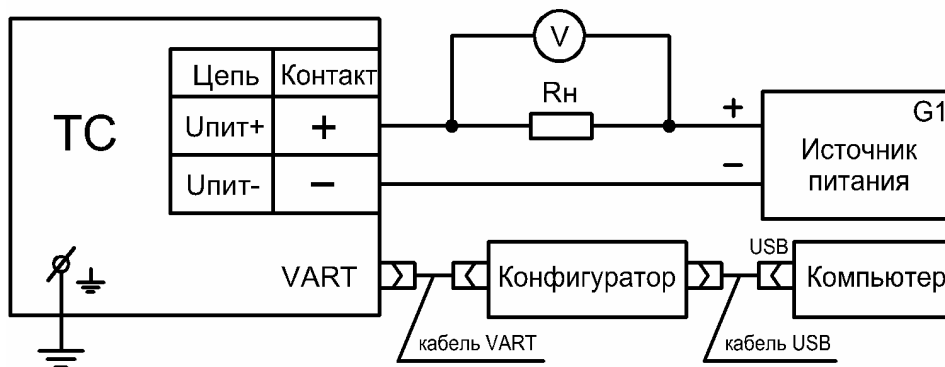 V
Цепь Контакт
Rн
G1
ТС
Uпит+ +
+
Источник
питания
Uпит- −
−
VART
Конфигуратор
USB
Компьютер
кабель VART
кабель USB